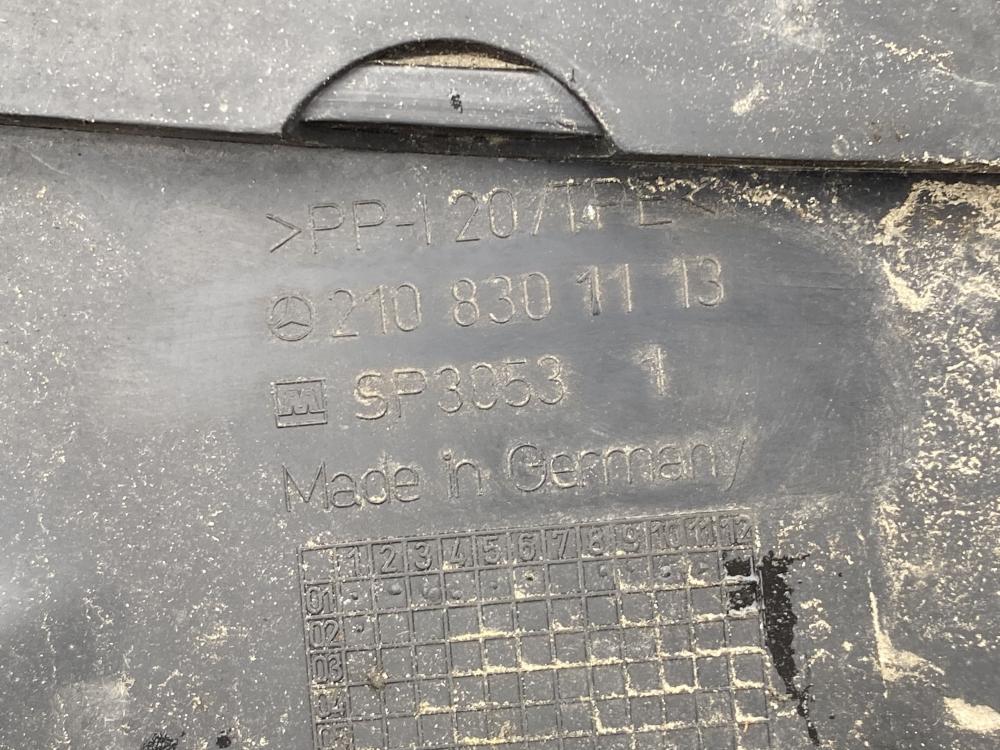 >PP-I 20/TPE<
210 830 11 13
M SP3053 1
Made in Germany
1 2 3 4 5 6 7 8 9 10 11 12
01
02
03
04